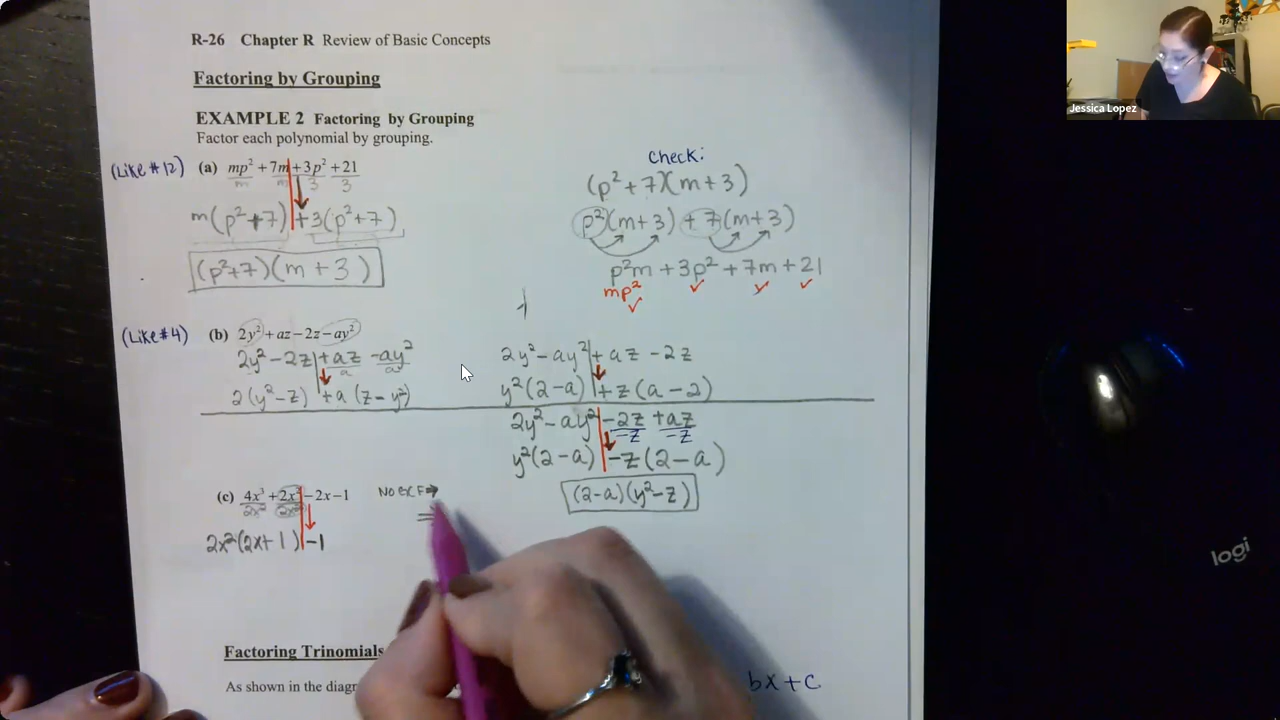 R-26 Chapter R Review of Basic Concepts
Jessica Lopez
Factoring by Grouping
EXAMPLE 2 Factoring by Grouping
Factor each polynomial by grouping.
(Like #12) (a) mp² + 7m + 3p² + 21
m m 3 3
m(p² + 7) + 3(p² + 7)
(p²+7)(m + 3)
Check:
(p² + 7)(m + 3)
p²(m + 3) + 7(m + 3)
p²m + 3p² + 7m + 21
mp² ✓ ✓ ✓ ✓
(Like #4) (b) 2y² + az − 2z − ay²
2y² − 2z + az − ay²
a a
2(y² − z) + a (z − y²)
2y² − ay² + az − 2z
y²(2 − a) + z(a − 2)
2y² − ay² − 2z + az
−z −z
y²(2 − a) − z(2 − a)
(2−a)(y²−z)
(c) 4x³ + 2x² − 2x − 1
2x² 2x²
2x²(2x + 1) − 1
logi
Factoring Trinomials
As shown in the diagr
bx + c